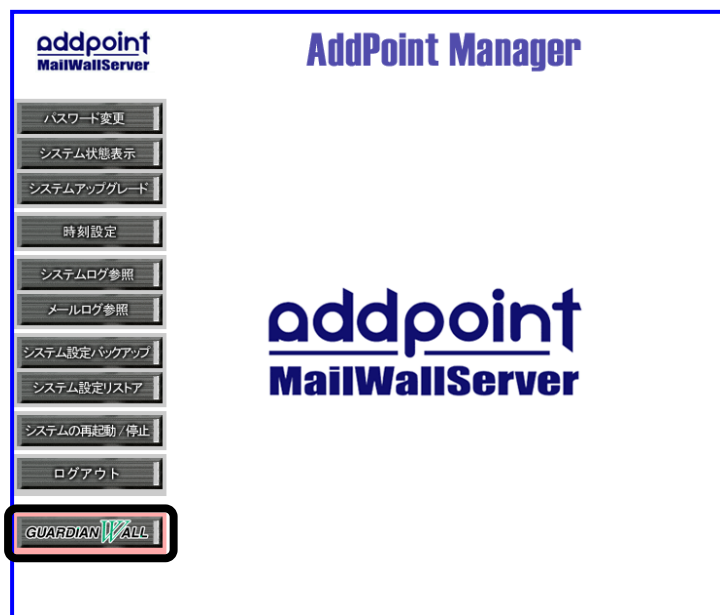 addpoint
MailWallServer
AddPoint Manager
パスワード変更
システム状態表示
システムアップグレード
時刻設定
システムログ参照
メールログ参照
システム設定バックアップ
システム設定リストア
システムの再起動/停止
ログアウト
GUARDIAN WALL
addpoint
MailWallServer